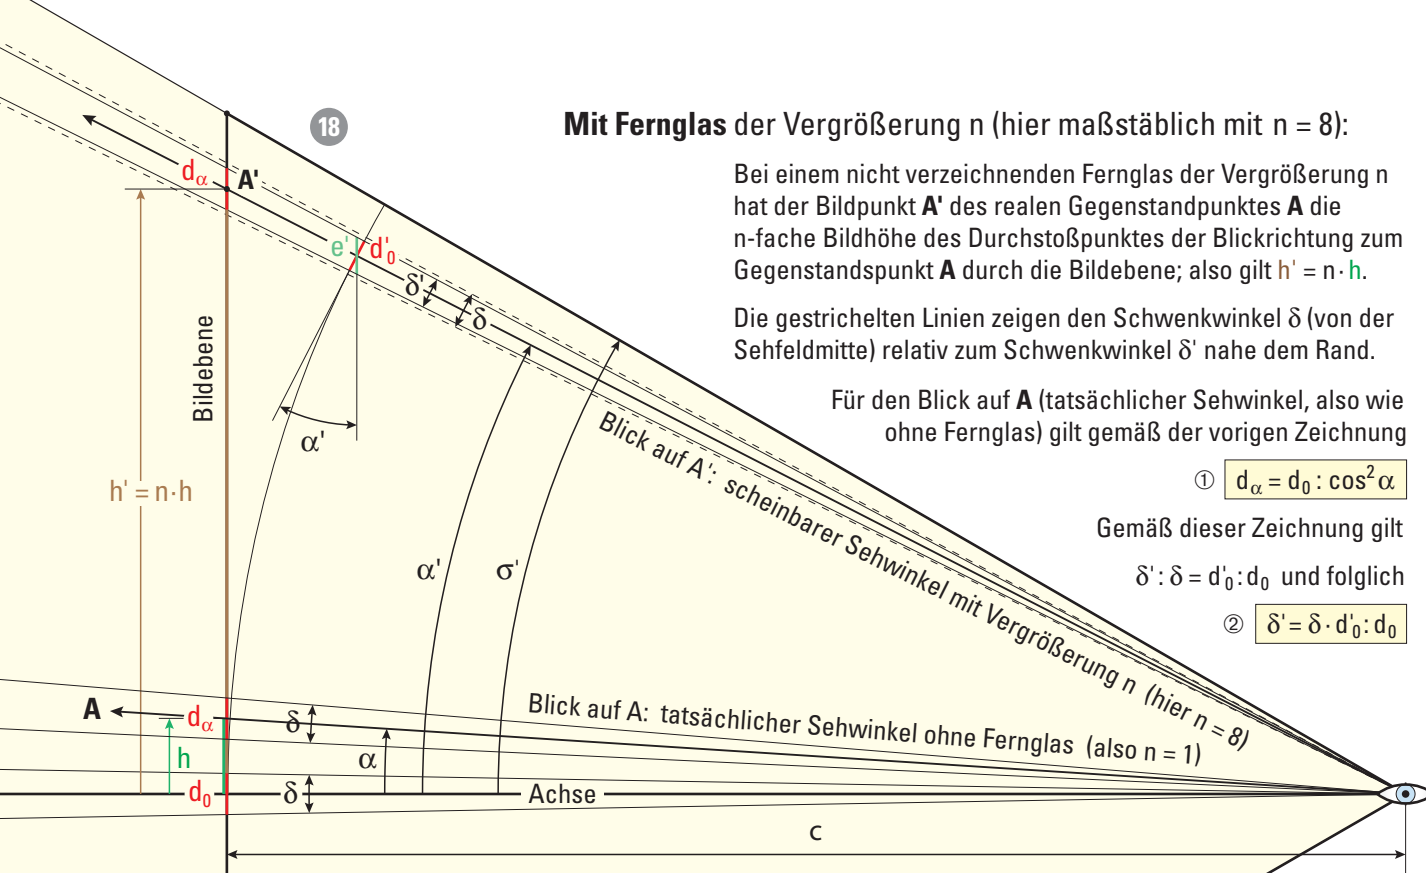 18
Mit Fernglas der Vergrößerung n (hier maßstäblich mit n = 8):
Bei einem nicht verzeichnenden Fernglas der Vergrößerung n
hat der Bildpunkt A' des realen Gegenstandpunktes A die
n-fache Bildhöhe des Durchstoßpunktes der Blickrichtung zum
Gegenstandspunkt A durch die Bildebene; also gilt h' = n·h.
Die gestrichelten Linien zeigen den Schwenkwinkel δ (von der
Sehfeldmitte) relativ zum Schwenkwinkel δ' nahe dem Rand.
Für den Blick auf A (tatsächlicher Sehwinkel, also wie
ohne Fernglas) gilt gemäß der vorigen Zeichnung
① dα = d₀ : cos²α
Gemäß dieser Zeichnung gilt
δ' : δ = d'₀ : d₀ und folglich
② δ' = δ · d'₀ : d₀
dα
A'
e'
d'₀
δ'
δ
Bildebene
α'
h' = n·h
α'
σ'
Blick auf A': scheinbarer Sehwinkel mit Vergrößerung n (hier n = 8)
Blick auf A: tatsächlicher Sehwinkel ohne Fernglas (also n = 1)
A
dα
δ
h
α
d₀
δ
Achse
c